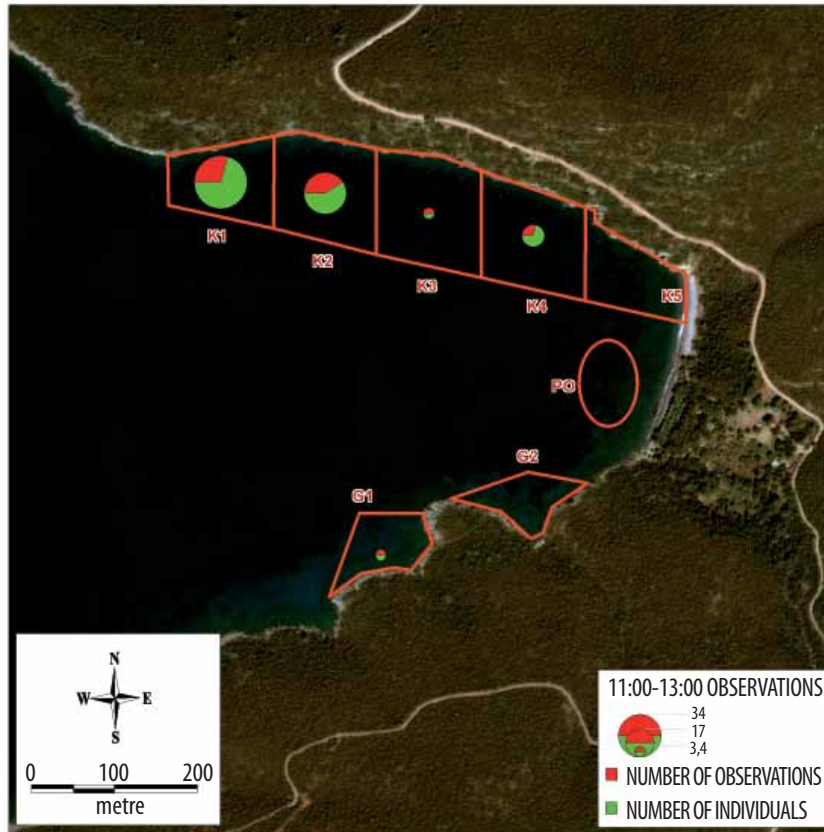 K1
K2
K3
K4
K5
PO
G2
G1
N
W E
S
0 100 200
metre
11:00-13:00 OBSERVATIONS
34
17
3,4
NUMBER OF OBSERVATIONS
NUMBER OF INDIVIDUALS